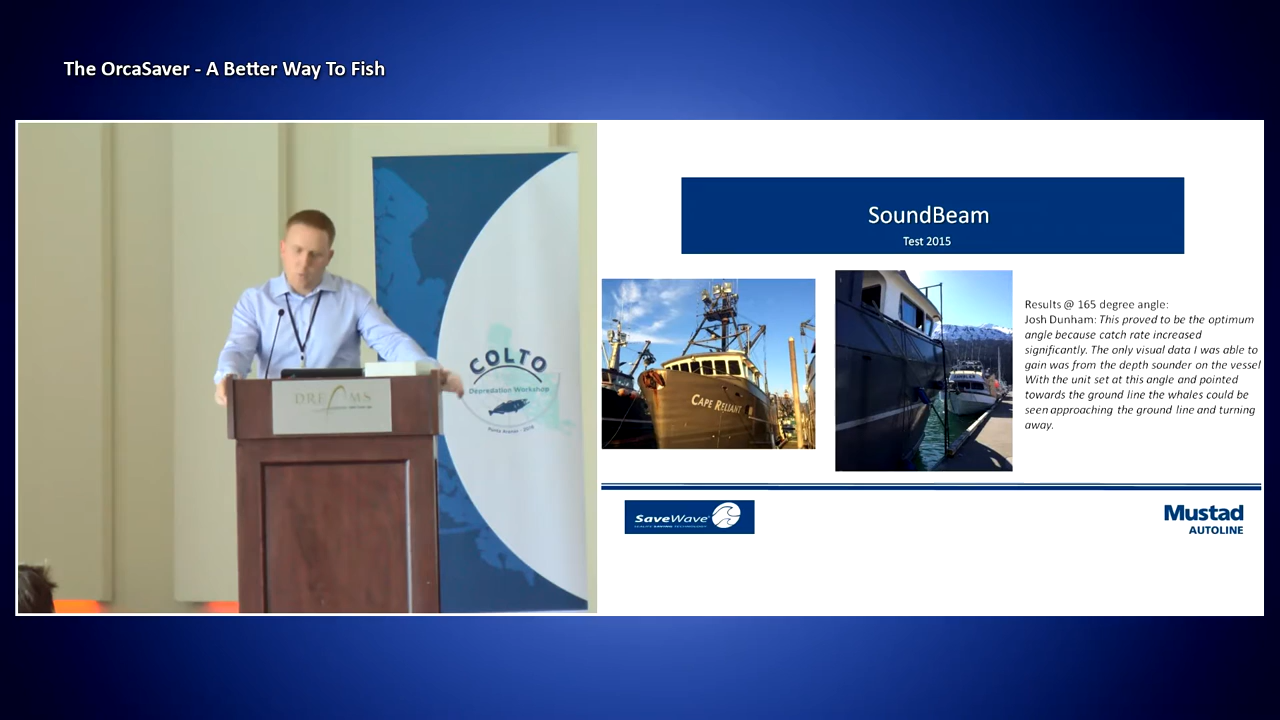 The OrcaSaver - A Better Way To Fish
COLTO
Depredation Workshop
DREAMS
SoundBeam
Test 2015
CAPE RELIANT
Results @ 165 degree angle:
Josh Dunham: This proved to be the optimum
angle because catch rate increased
significantly. The only visual data I was able to
gain was from the depth sounder on the vessel
With the unit set at this angle and pointed
towards the ground line the whales could be
seen approaching the ground line and turning
away.
SaveWave
Mustad
AUTOLINE